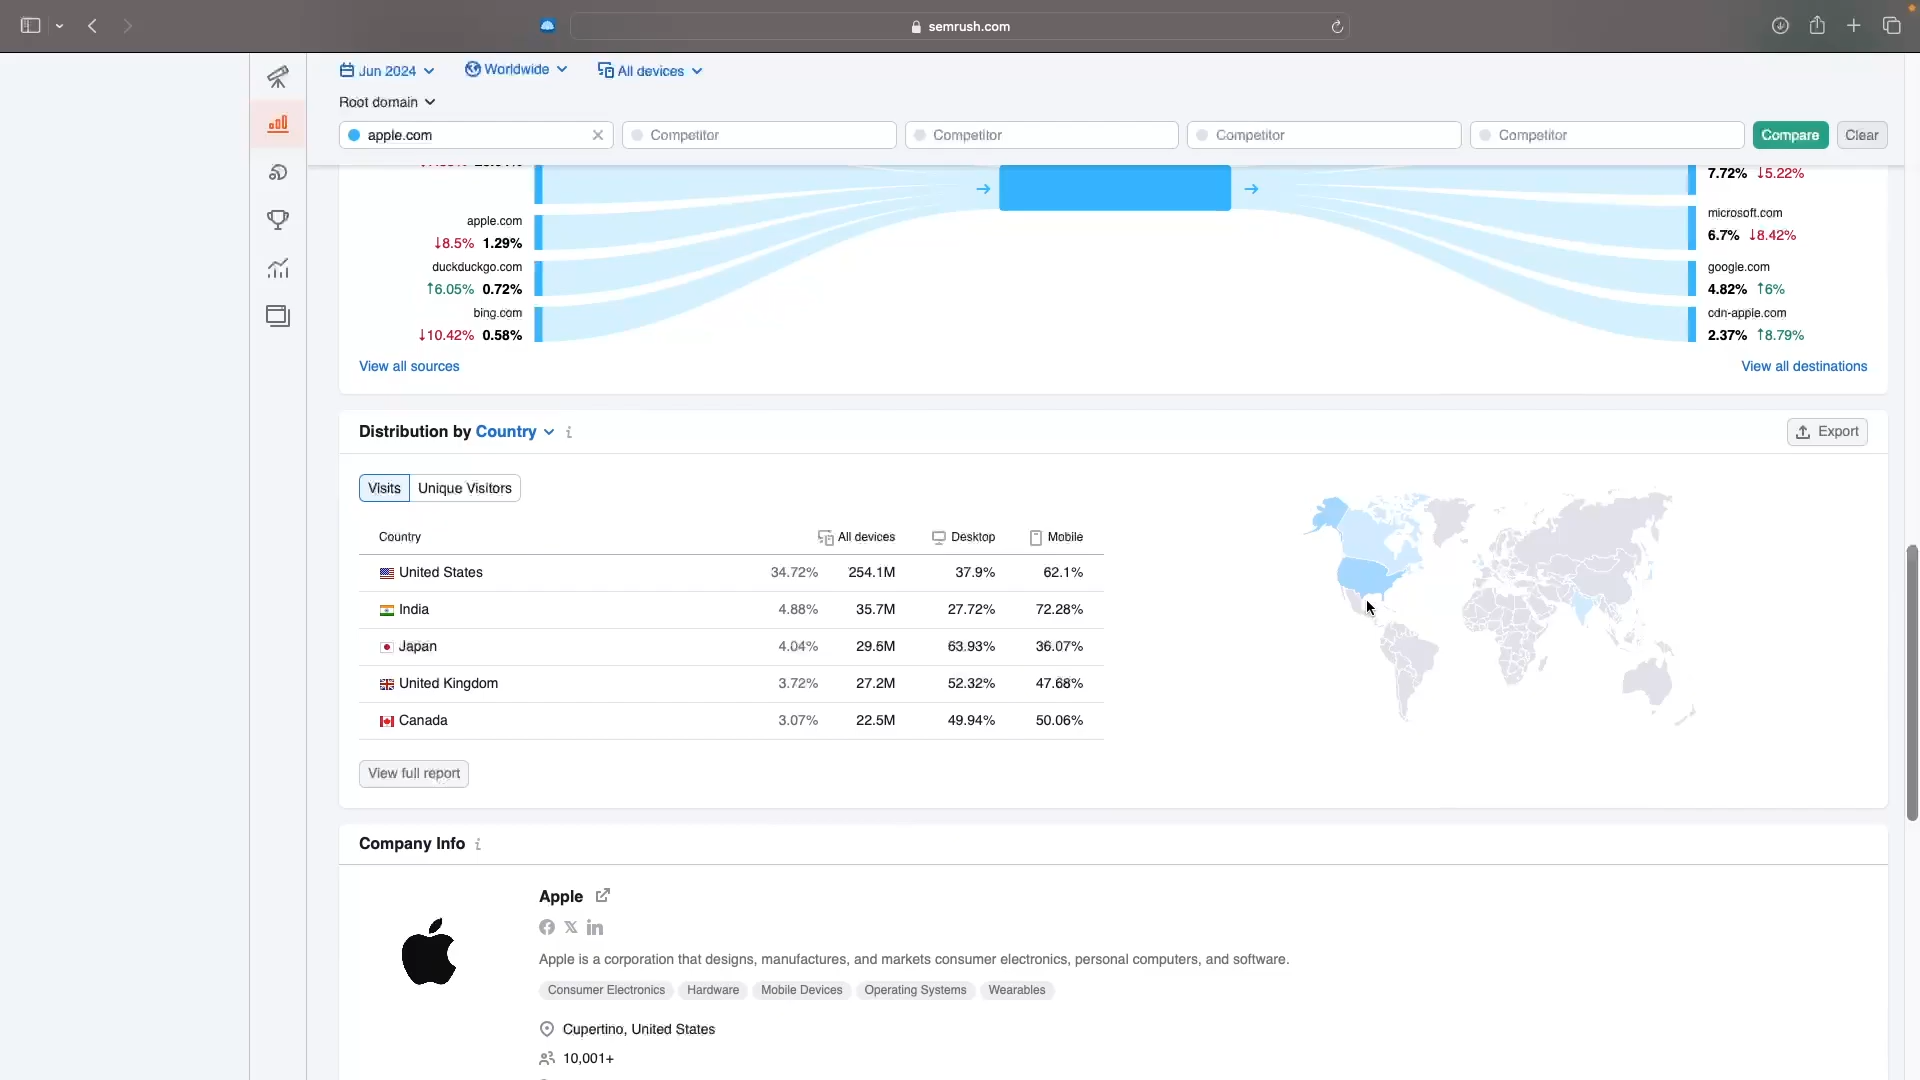 semrush.com
Jun 2024 Worldwide All devices
Root domain
apple.com Competitor Competitor Competitor Competitor Compare Clear
7.72% ↓5.22%
apple.com
↓8.5% 1.29%
duckduckgo.com
↑6.05% 0.72%
bing.com
↓10.42% 0.58%
microsoft.com
6.7% ↓8.42%
google.com
4.82% ↑6%
cdn-apple.com
2.37% ↑8.79%
View all sources View all destinations
Distribution by Country i Export
Visits Unique Visitors
Country All devices Desktop Mobile
United States 34.72% 254.1M 37.9% 62.1%
India 4.88% 35.7M 27.72% 72.28%
Japan 4.04% 29.6M 63.93% 36.07%
United Kingdom 3.72% 27.2M 52.32% 47.68%
Canada 3.07% 22.5M 49.94% 50.06%
View full report
Company Info i
Apple
Apple is a corporation that designs, manufactures, and markets consumer electronics, personal computers, and software.
Consumer Electronics Hardware Mobile Devices Operating Systems Wearables
Cupertino, United States
10,001+